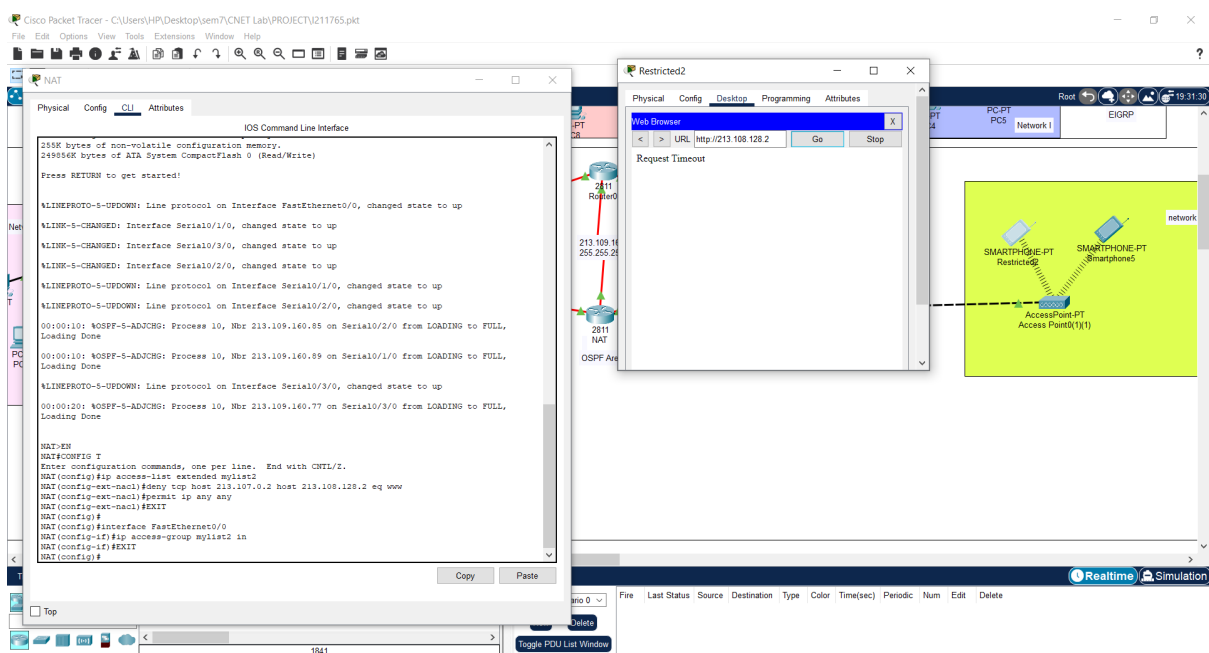 Cisco Packet Tracer - C:\Users\HP\Desktop\sem7\CNET Lab\PROJECT\I211765.pkt
File Edit Options View Tools Extensions Window Help
?
NAT
Physical Config CLI Attributes
IOS Command Line Interface
255K bytes of non-volatile configuration memory.
249856K bytes of ATA System CompactFlash 0 (Read/Write)
Press RETURN to get started!
%LINEPROTO-5-UPDOWN: Line protocol on Interface FastEthernet0/0, changed state to up
%LINK-5-CHANGED: Interface Serial0/1/0, changed state to up
%LINK-5-CHANGED: Interface Serial0/3/0, changed state to up
%LINK-5-CHANGED: Interface Serial0/2/0, changed state to up
%LINEPROTO-5-UPDOWN: Line protocol on Interface Serial0/1/0, changed state to up
%LINEPROTO-5-UPDOWN: Line protocol on Interface Serial0/2/0, changed state to up
00:00:10: %OSPF-5-ADJCHG: Process 10, Nbr 213.109.160.85 on Serial0/2/0 from LOADING to FULL,
Loading Done
00:00:10: %OSPF-5-ADJCHG: Process 10, Nbr 213.109.160.89 on Serial0/1/0 from LOADING to FULL,
Loading Done
%LINEPROTO-5-UPDOWN: Line protocol on Interface Serial0/3/0, changed state to up
00:00:20: %OSPF-5-ADJCHG: Process 10, Nbr 213.109.160.77 on Serial0/3/0 from LOADING to FULL,
Loading Done
NAT>EN
NAT#CONFIG T
Enter configuration commands, one per line. End with CNTL/Z.
NAT(config)#ip access-list extended mylist2
NAT(config-ext-nacl)#deny tcp host 213.107.0.2 host 213.108.128.2 eq www
NAT(config-ext-nacl)#permit ip any any
NAT(config-ext-nacl)#EXIT
NAT(config)#
NAT(config)#interface FastEthernet0/0
NAT(config-if)#ip access-group mylist2 in
NAT(config-if)#EXIT
NAT(config)#
Copy Paste
Top
Restricted2
Physical Config Desktop Programming Attributes
Web Browser X
< > URL http://213.108.128.2 Go Stop
Request Timeout
Root 19:31:30
PC-PT
PC5
Network I
EIGRP
2811
Router0
213.109.16
255.255.25
2811
NAT
OSPF Are
network
SMARTPHONE-PT
Restricted2
SMARTPHONE-PT
Smartphone5
AccessPoint-PT
Access Point0(1)(1)
Realtime Simulation
Fire Last Status Source Destination Type Color Time(sec) Periodic Num Edit Delete
Delete
Toggle PDU List Window
1841